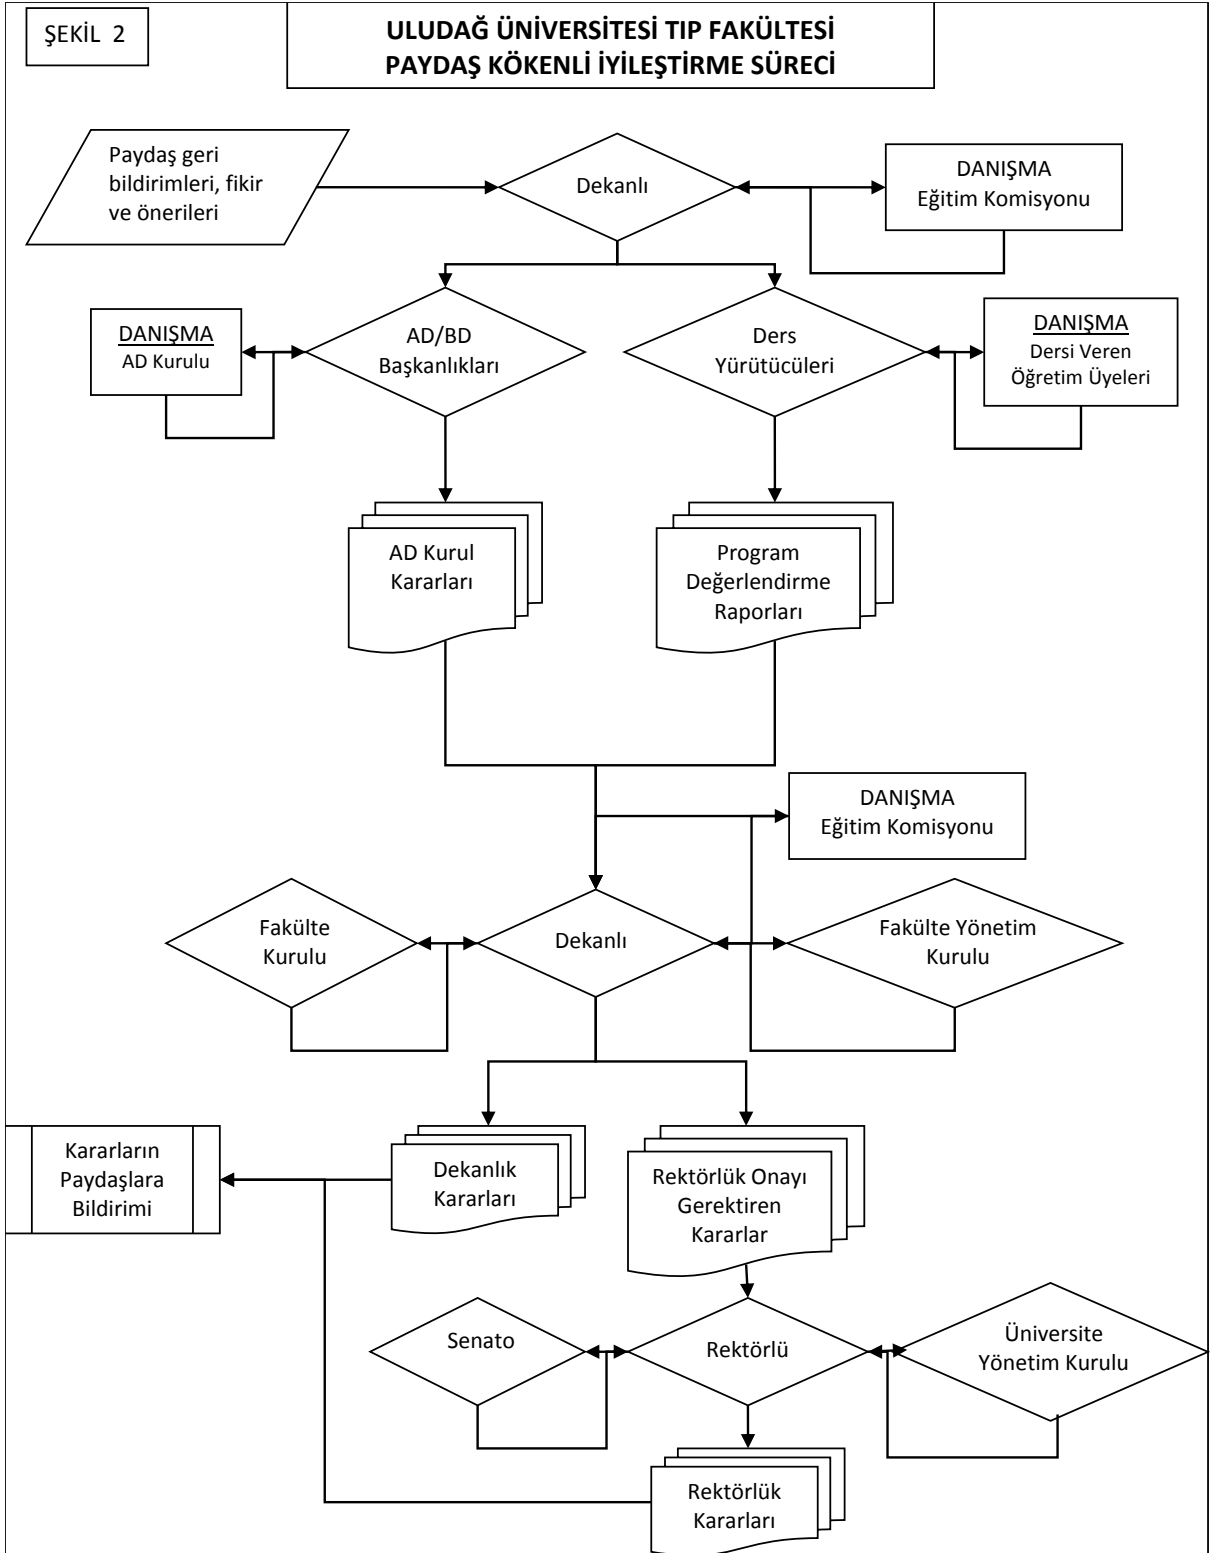 ŞEKİL 2
ULUDAĞ ÜNİVERSİTESİ TIP FAKÜLTESİ
PAYDAŞ KÖKENLİ İYİLEŞTİRME SÜRECİ
Paydaş geri
bildirimleri, fikir
ve önerileri
Dekanlı
DANIŞMA
Eğitim Komisyonu
DANIŞMA
AD Kurulu
AD/BD
Başkanlıkları
Ders
Yürütücüleri
DANIŞMA
Dersi Veren
Öğretim Üyeleri
AD Kurul
Kararları
Program
Değerlendirme
Raporları
DANIŞMA
Eğitim Komisyonu
Fakülte
Kurulu
Dekanlı
Fakülte Yönetim
Kurulu
Kararların
Paydaşlara
Bildirimi
Dekanlık
Kararları
Rektörlük Onayı
Gerektiren
Kararlar
Senato
Rektörlü
Üniversite
Yönetim Kurulu
Rektörlük
Kararları